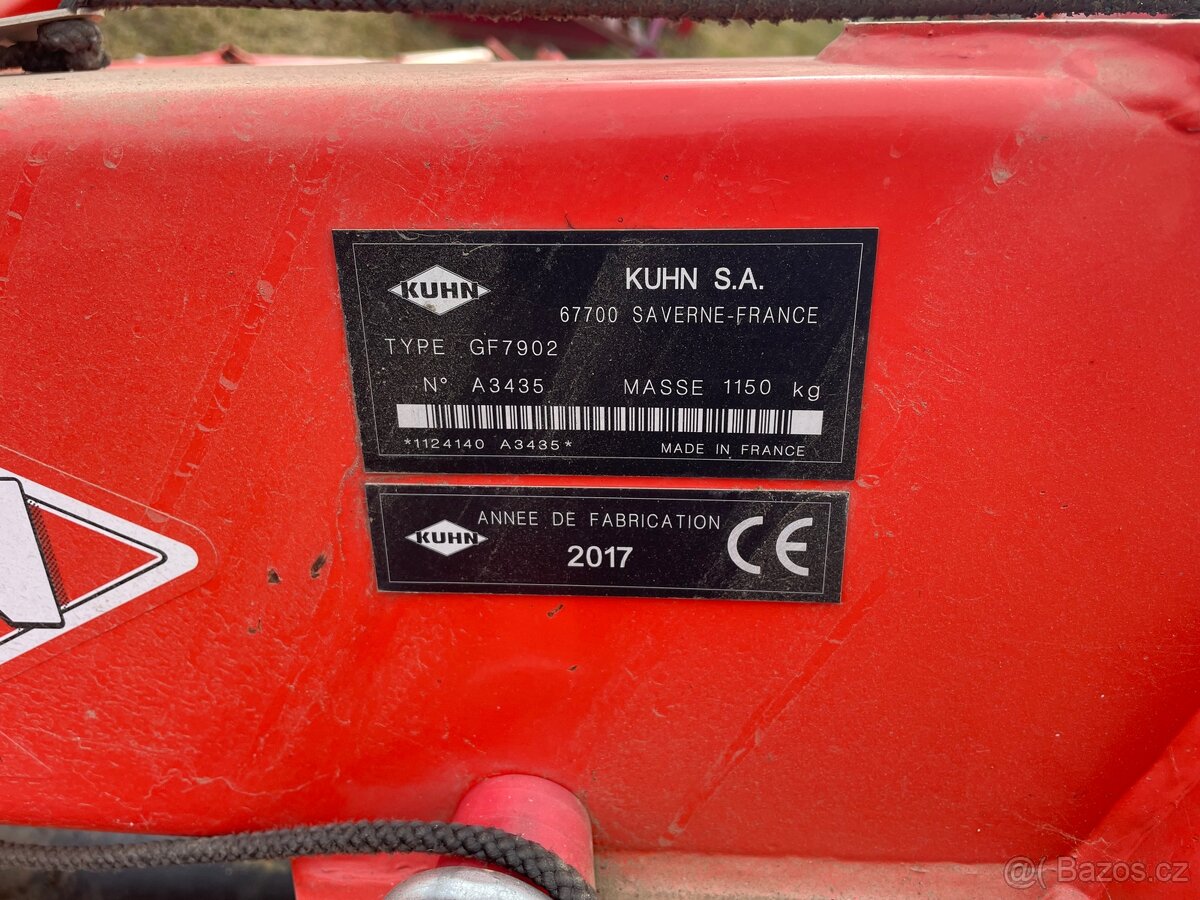 KUHN
KUHN S.A.
67700 SAVERNE-FRANCE
TYPE GF7902
N° A3435 MASSE 1150 kg
*1124140 A3435* MADE IN FRANCE
KUHN
ANNEE DE FABRICATION
2017
CE
Bazoš.cz